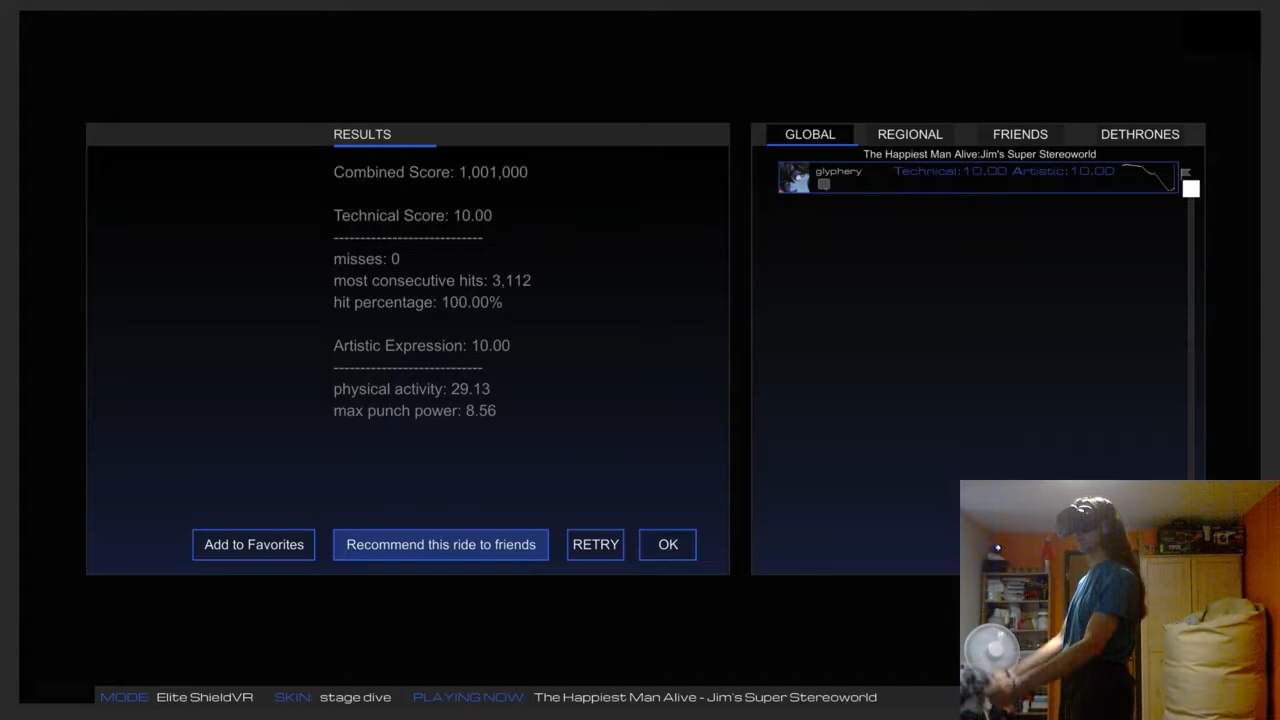 RESULTS
Combined Score: 1,001,000
Technical Score: 10.00
----------------------------
misses: 0
most consecutive hits: 3,112
hit percentage: 100.00%
Artistic Expression: 10.00
----------------------------
physical activity: 29.13
max punch power: 8.56
Add to Favorites
Recommend this ride to friends
RETRY
OK
GLOBAL
REGIONAL
FRIENDS
DETHRONES
The Happiest Man Alive:Jim's Super Stereoworld
glyphery
Technical:10.00 Artistic:10.00
MODE: Elite ShieldVR SKIN: stage dive PLAYING NOW: The Happiest Man Alive - Jim's Super Stereoworld